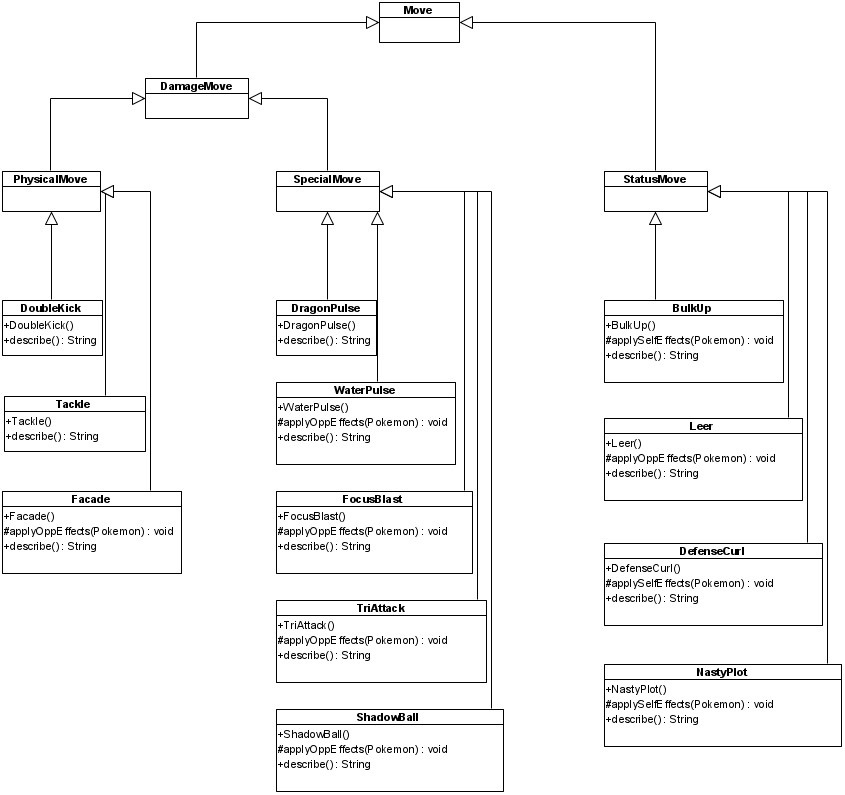 Move
DamageMove
PhysicalMove
SpecialMove
StatusMove
DoubleKick
+DoubleKick()
+describe() : String
Tackle
+Tackle()
+describe() : String
Facade
+Facade()
#applyOppEffects(Pokemon) : void
+describe() : String
DragonPulse
+DragonPulse()
+describe() : String
WaterPulse
+WaterPulse()
#applyOppEffects(Pokemon) : void
+describe() : String
FocusBlast
+FocusBlast()
#applyOppEffects(Pokemon) : void
+describe() : String
TriAttack
+TriAttack()
#applyOppEffects(Pokemon) : void
+describe() : String
ShadowBall
+ShadowBall()
#applyOppEffects(Pokemon) : void
+describe() : String
BulkUp
+BulkUp()
#applySelfEffects(Pokemon) : void
+describe() : String
Leer
+Leer()
#applyOppEffects(Pokemon) : void
+describe() : String
DefenseCurl
+DefenseCurl()
#applySelfEffects(Pokemon) : void
+describe() : String
NastyPlot
+NastyPlot()
#applySelfEffects(Pokemon) : void
+describe() : String